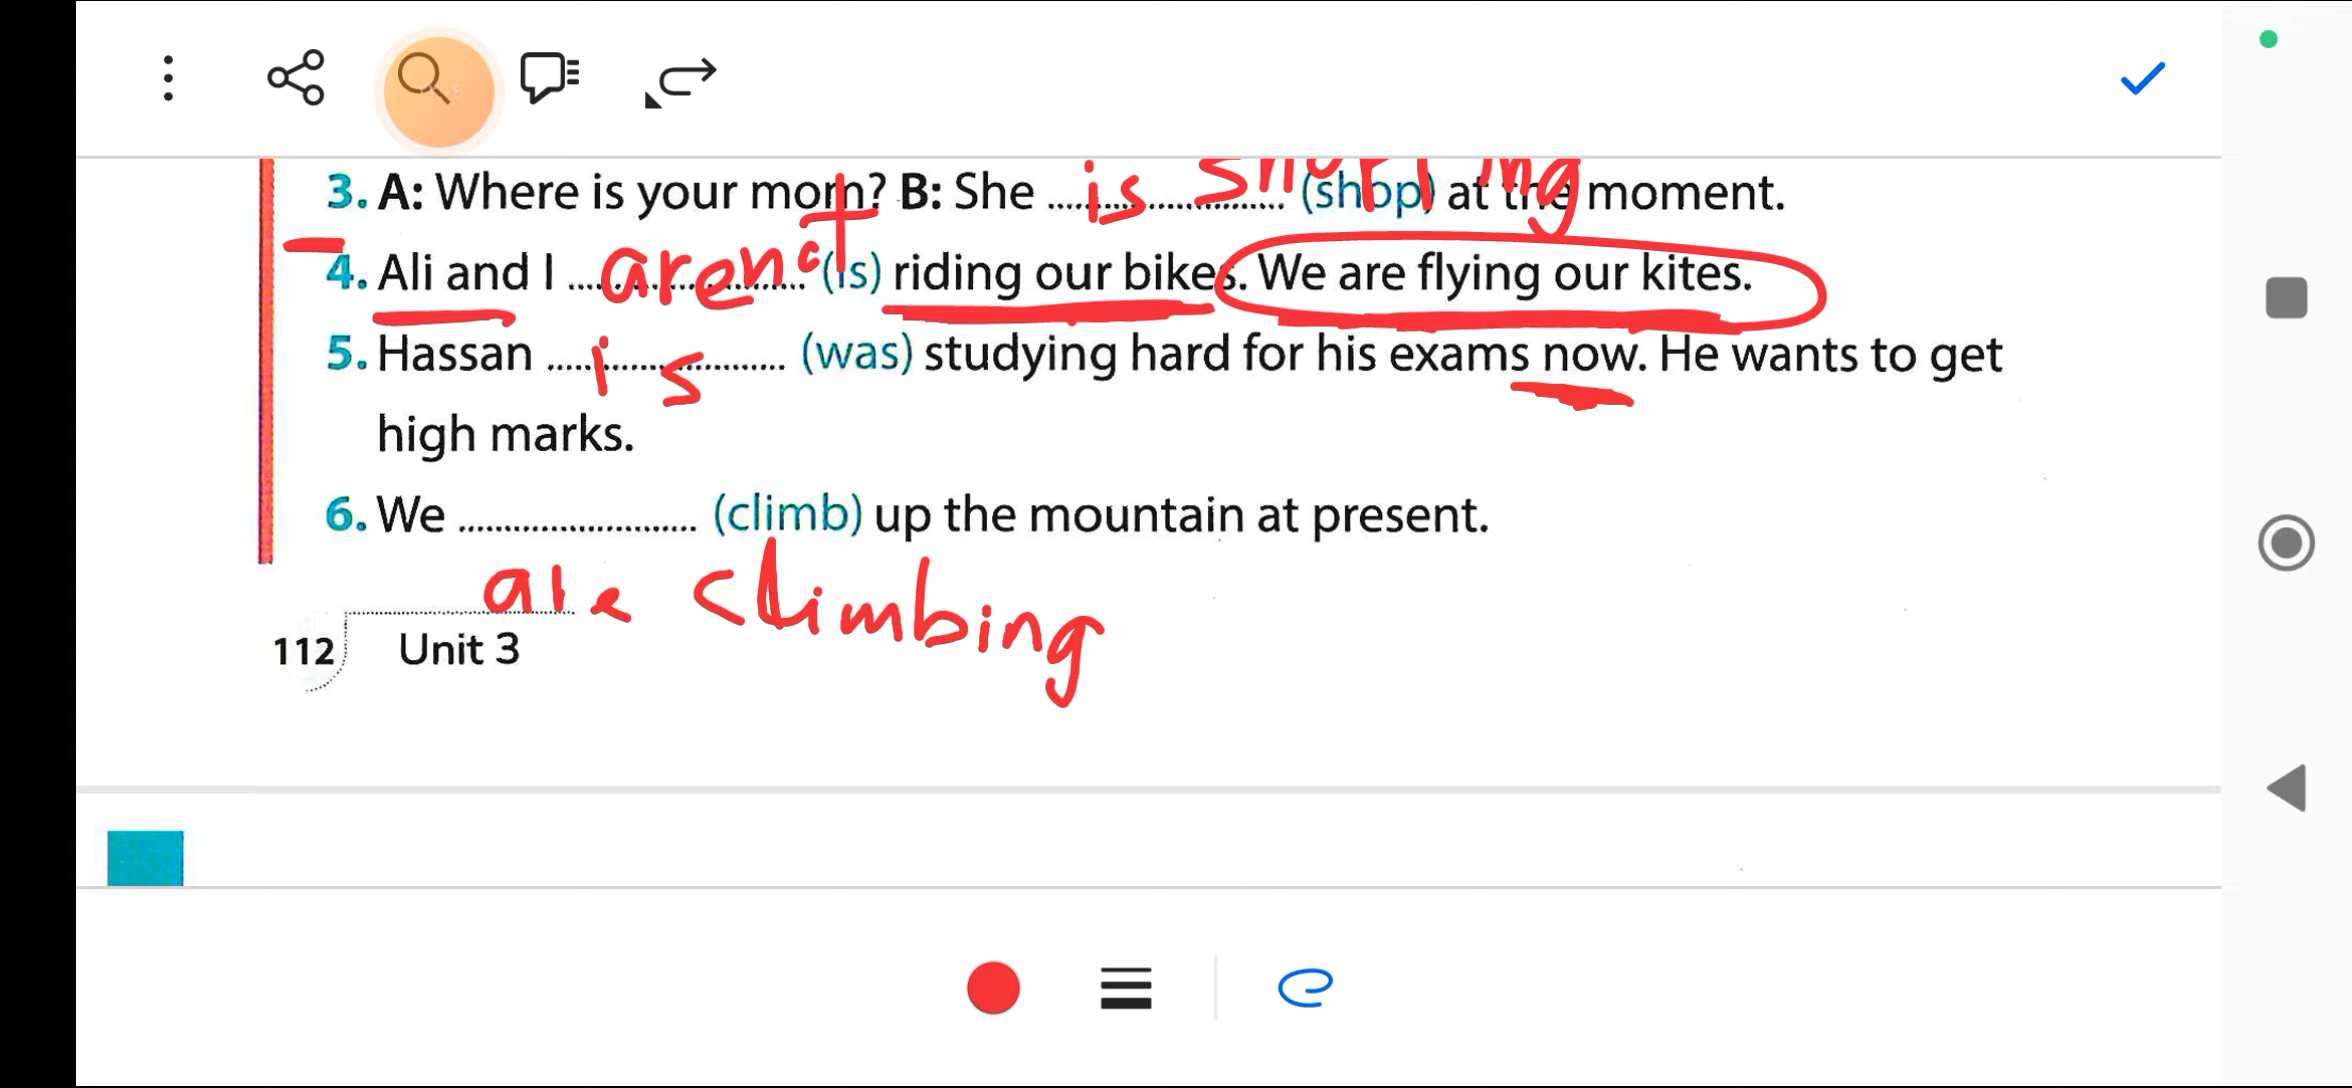 is shopping
3. A: Where is your mom? B: She ........................ (shop) at the moment.
4. Ali and I ........................ (is) riding our bikes. We are flying our kites.
are not
5. Hassan ........................ (was) studying hard for his exams now. He wants to get
is
high marks.
6. We ........................ (climb) up the mountain at present.
are climbing
112 Unit 3